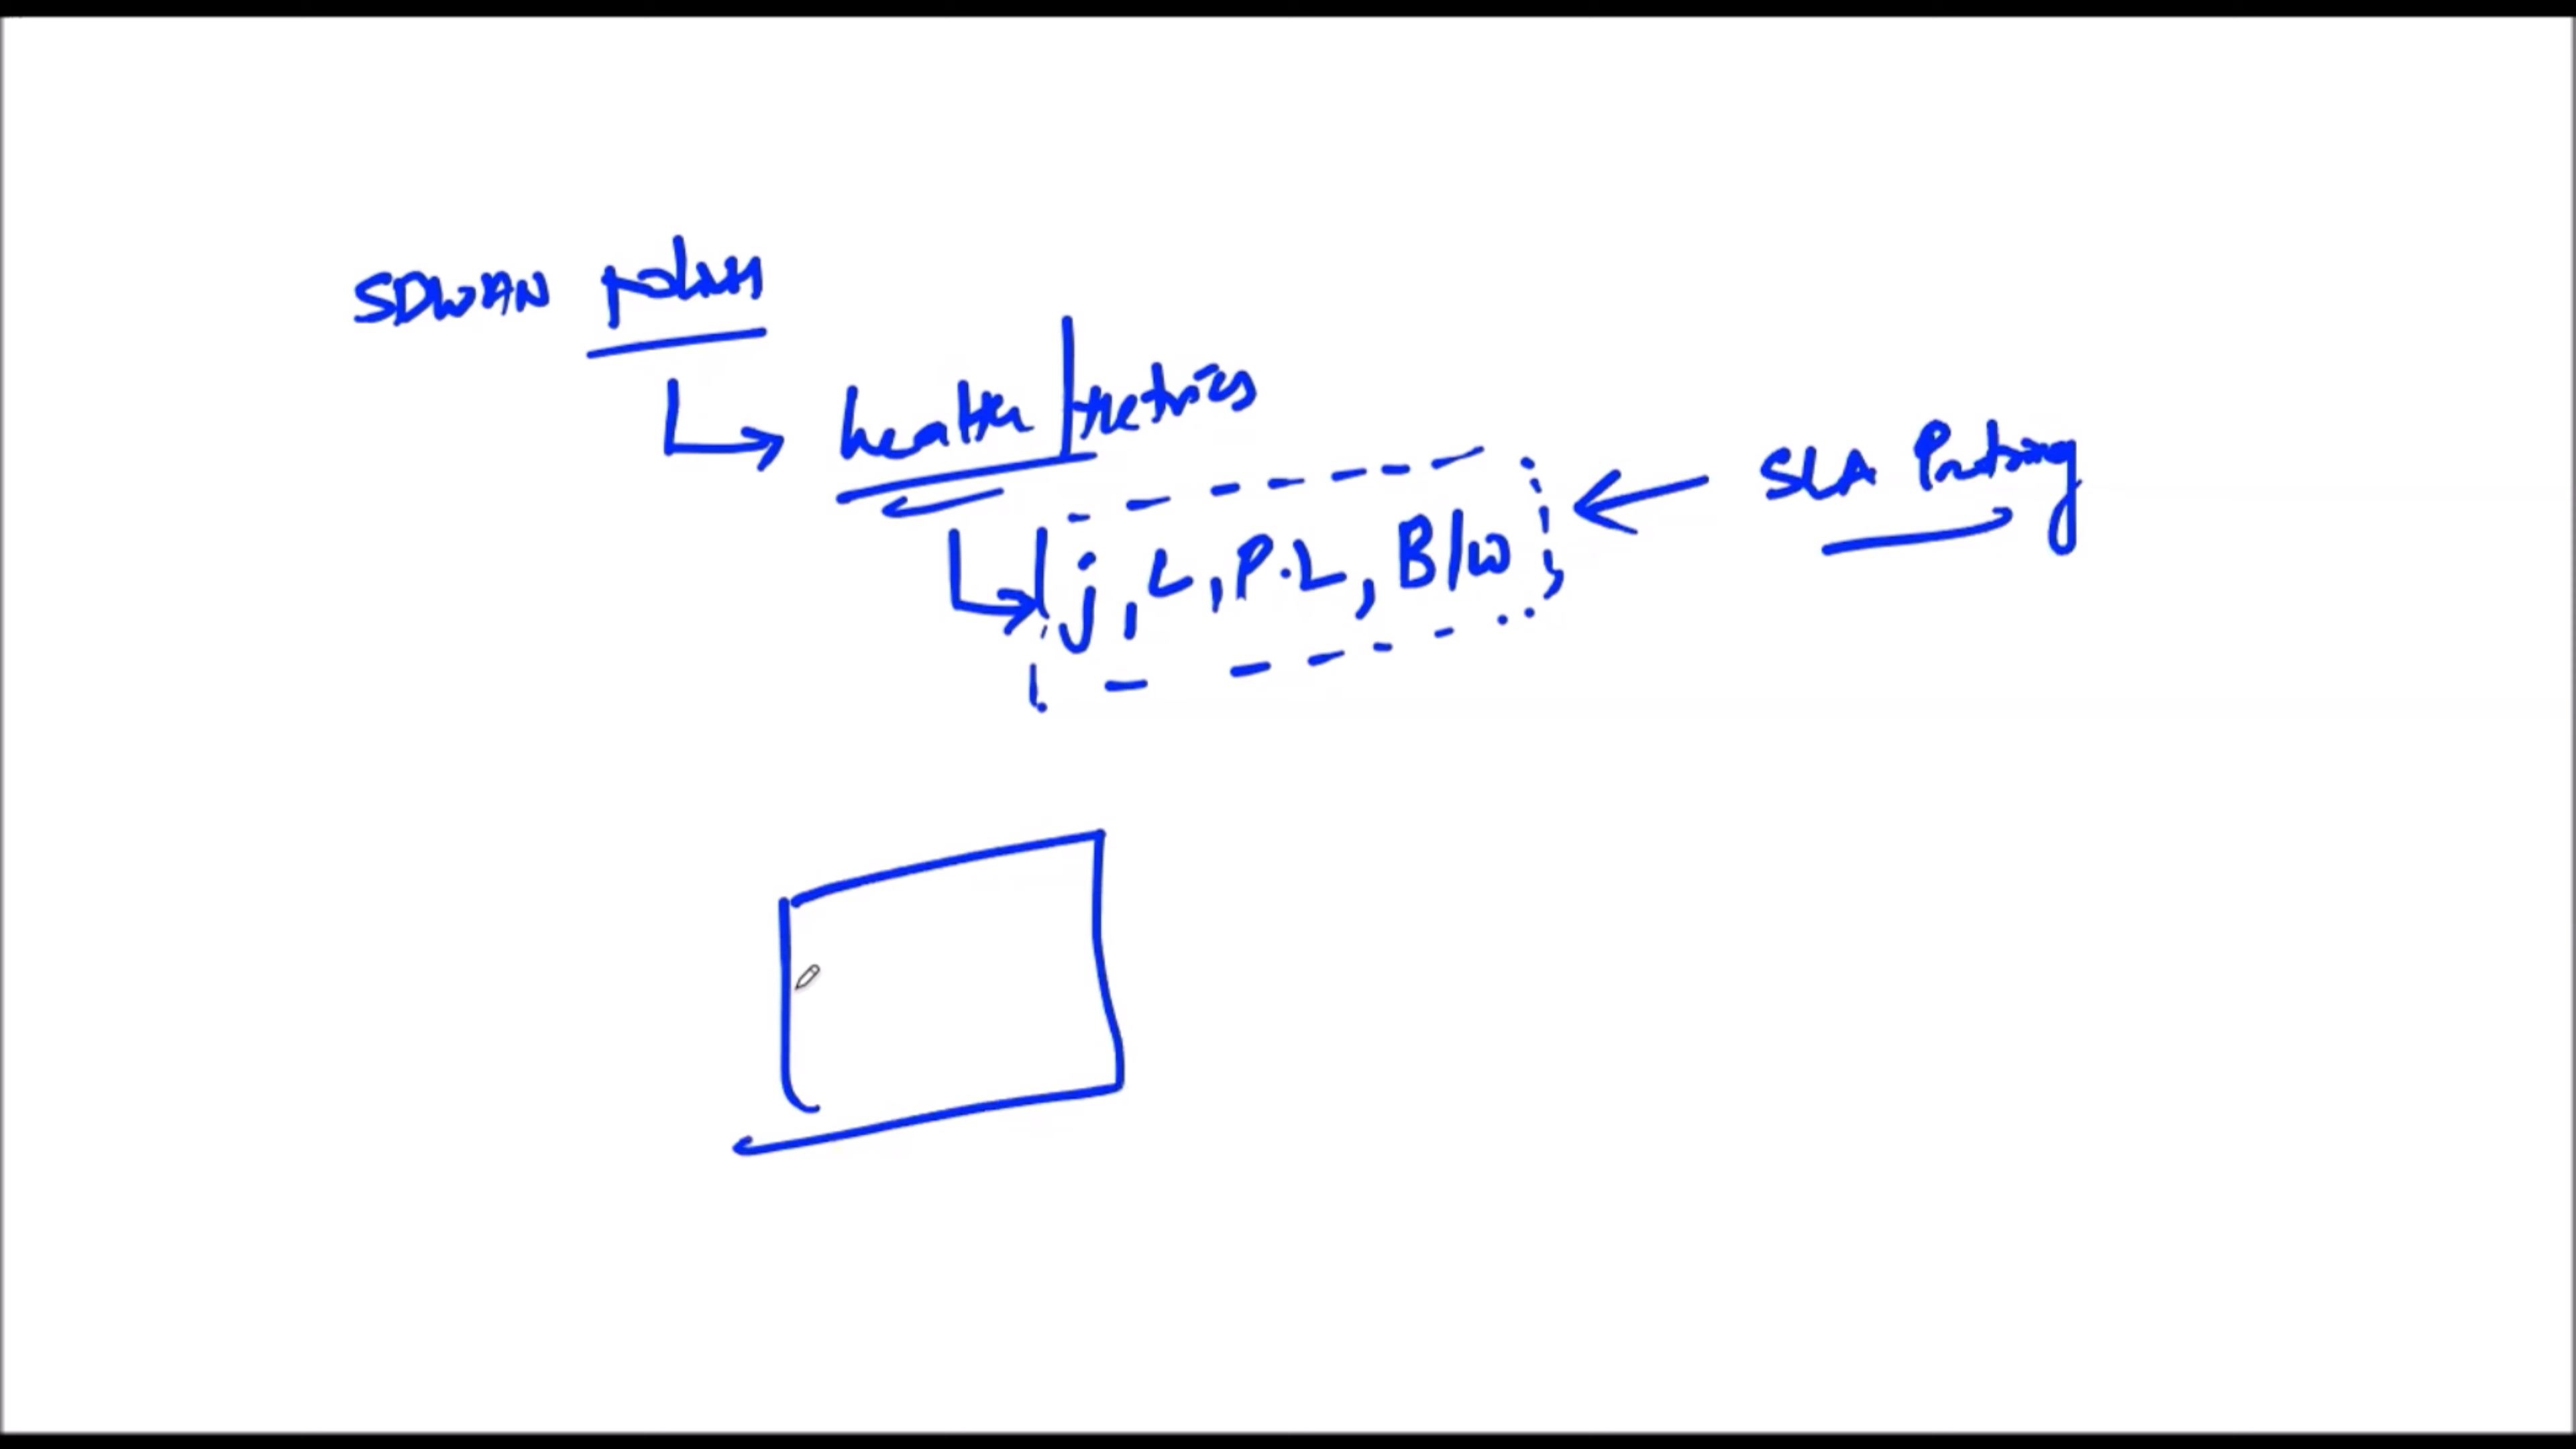 SDWAN
health / metrics
j, L, P.L, B/W,
SLA Probing